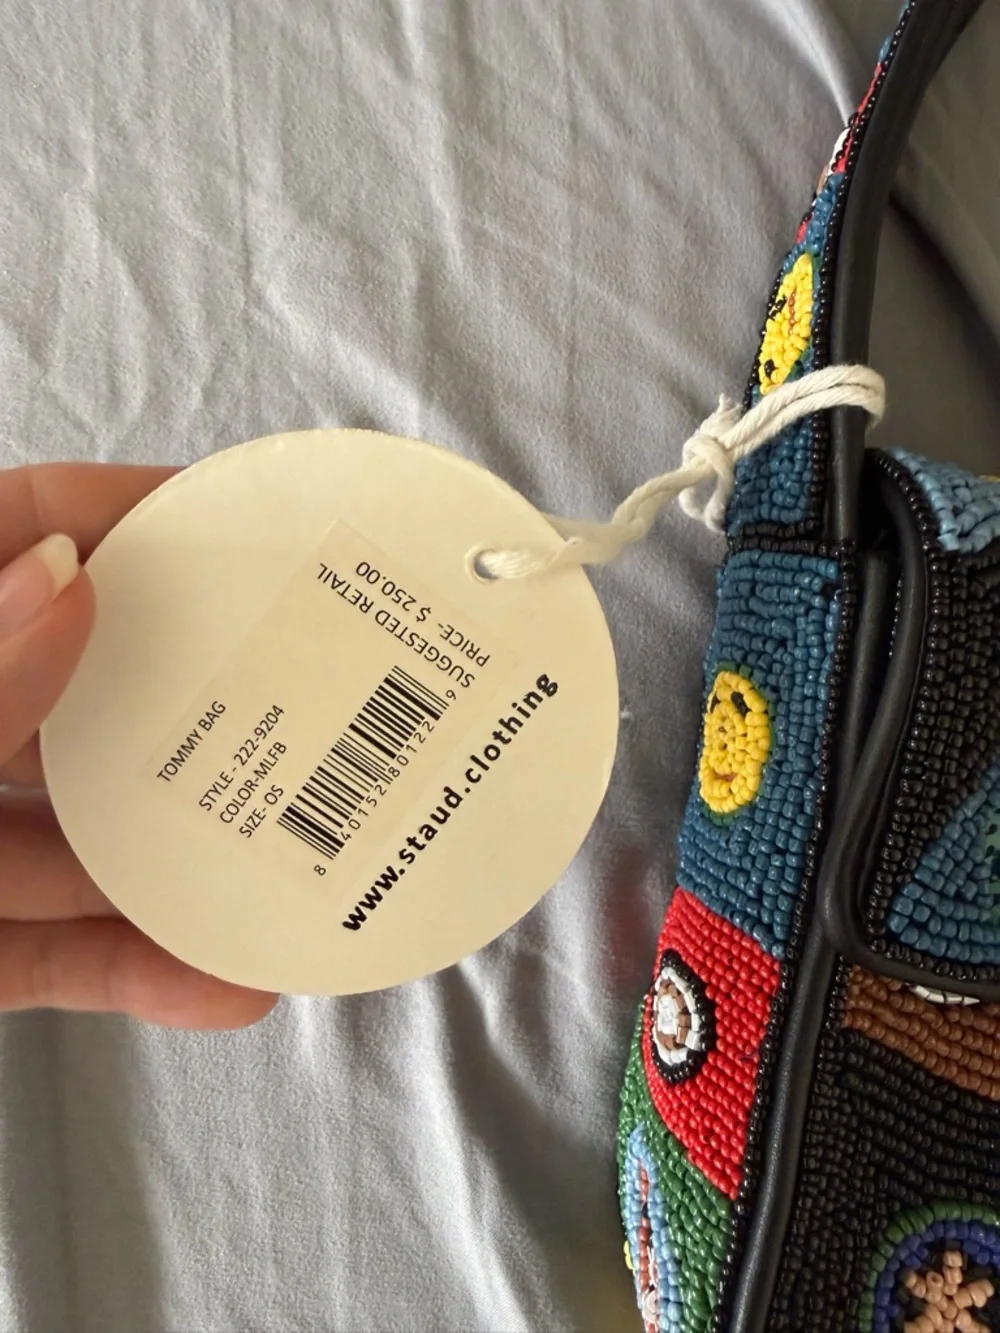 TOMMY BAG
STYLE - 222-9204
COLOR-MLFB
SIZE- OS
8 40152 80122 9
SUGGESTED RETAIL
PRICE- $ 250.00
www.staud.clothing